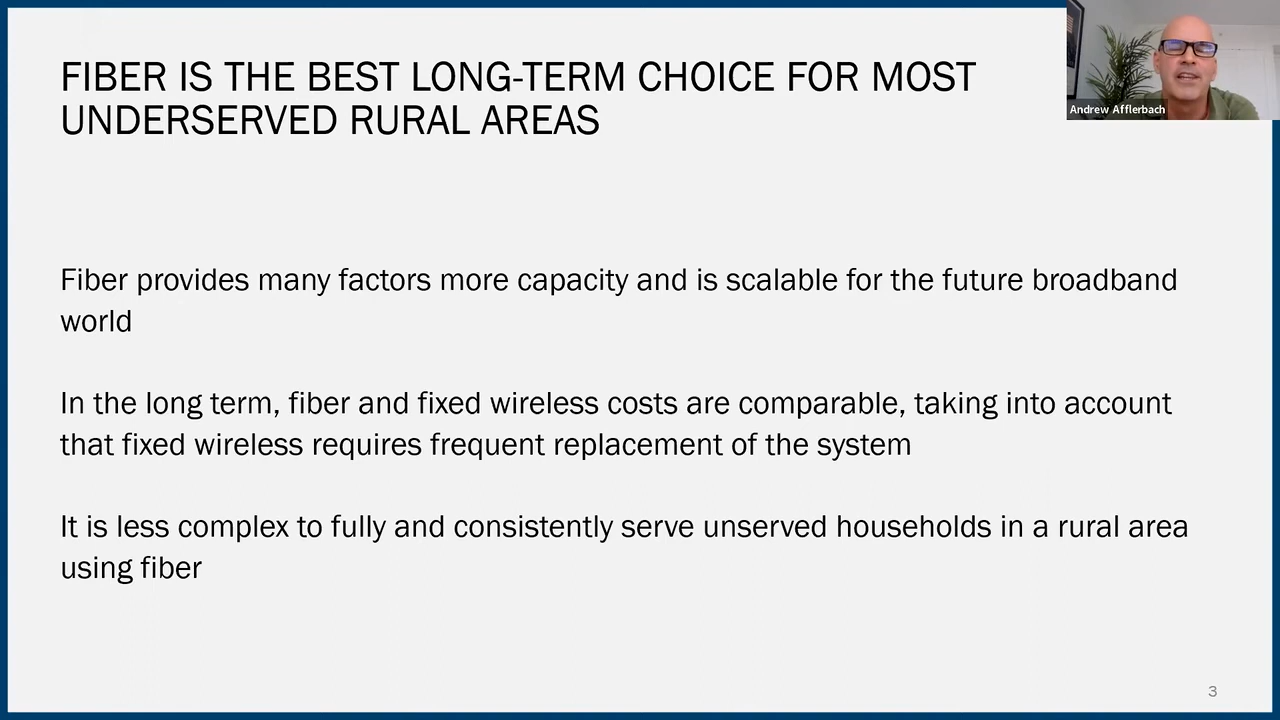 FIBER IS THE BEST LONG-TERM CHOICE FOR MOST
UNDERSERVED RURAL AREAS
Andrew Afflerbach
Fiber provides many factors more capacity and is scalable for the future broadband
world
In the long term, fiber and fixed wireless costs are comparable, taking into account
that fixed wireless requires frequent replacement of the system
It is less complex to fully and consistently serve unserved households in a rural area
using fiber
3